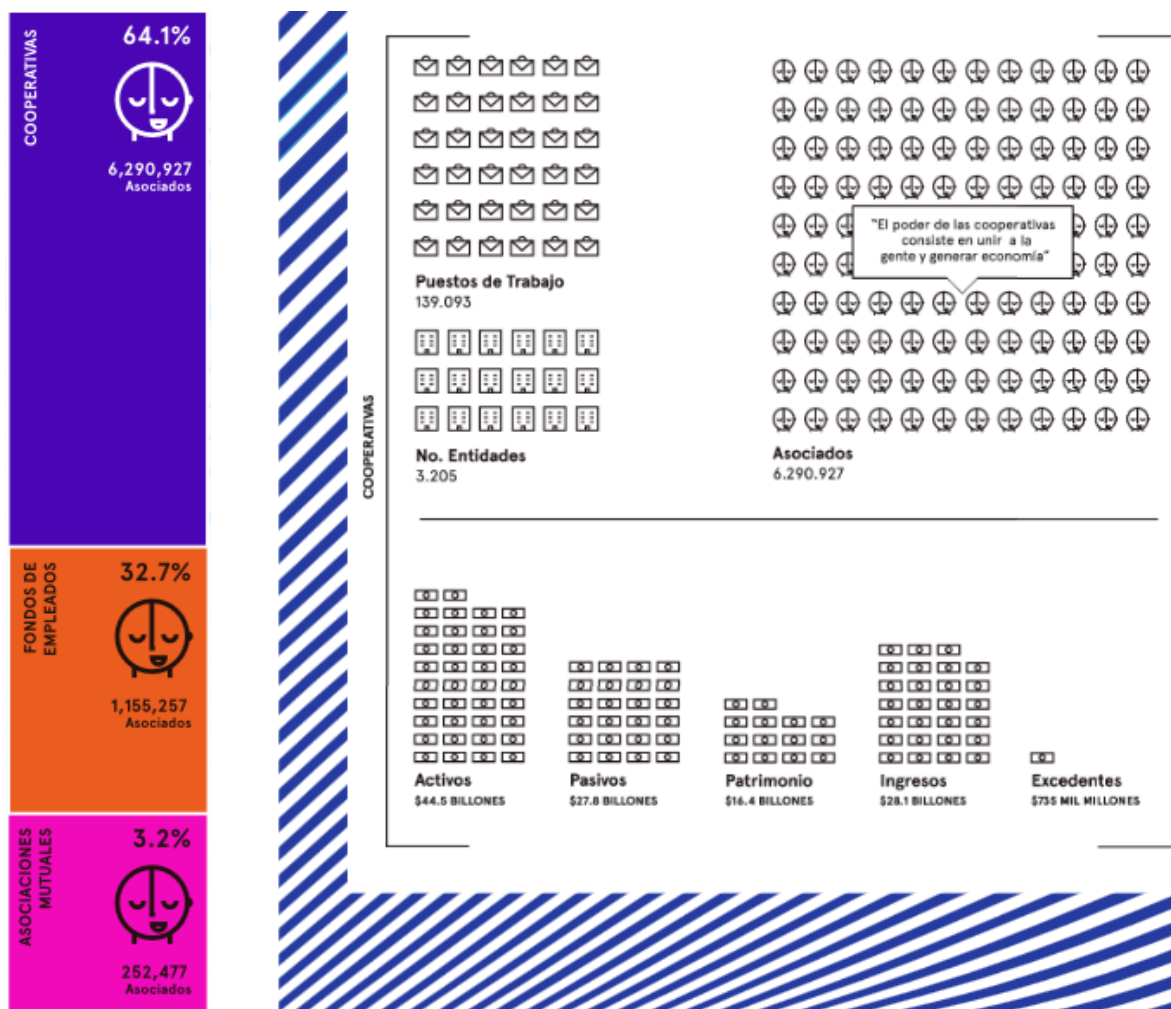 COOPERATIVAS
64.1%
6,290,927
Asociados
FONDOS DE
EMPLEADOS
32.7%
1,155,257
Asociados
ASOCIACIONES
MUTUALES
3.2%
252,477
Asociados
COOPERATIVAS
Puestos de Trabajo
139.093
No. Entidades
3.205
"El poder de las cooperativas
consiste en unir a la
gente y generar economía"
Asociados
6.290.927
Activos
$44.5 BILLONES
Pasivos
$27.8 BILLONES
Patrimonio
$16.4 BILLONES
Ingresos
$28.1 BILLONES
Excedentes
$735 MIL MILLONES